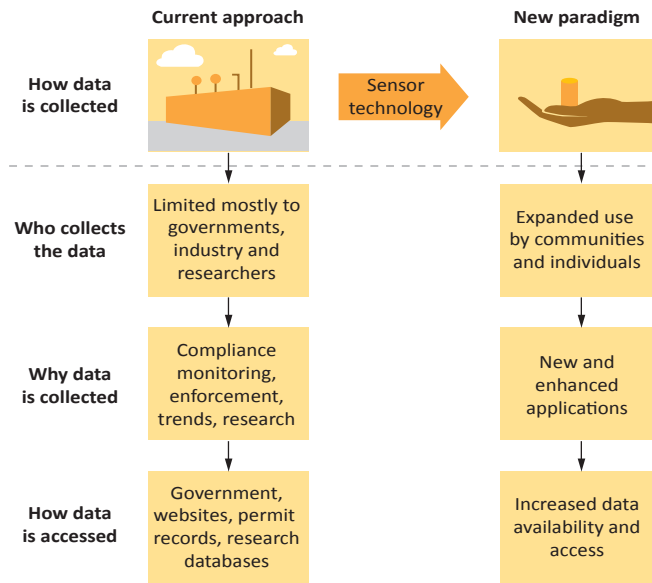 Current approach
New paradigm
How data
is collected
Sensor
technology
Who collects
the data
Limited mostly to
governments,
industry and
researchers
Expanded use
by communities
and individuals
Why data
is collected
Compliance
monitoring,
enforcement,
trends, research
New and
enhanced
applications
How data
is accessed
Government,
websites, permit
records, research
databases
Increased data
availability and
access